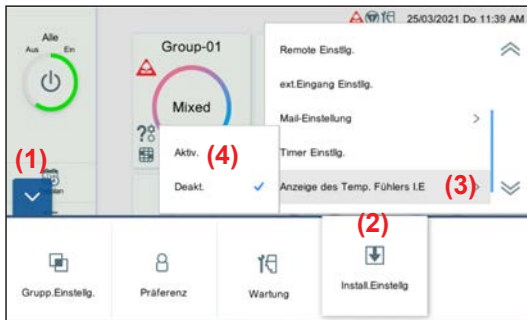 25/03/2021 Do 11:39 AM
Alle
Aus Ein
Group-01
Mixed
Remote Einstlg.
ext.Eingang Einstlg.
Mail-Einstellung >
Timer Einstlg.
Anzeige des Temp. Fühlers I.E (3) >
Aktiv. (4)
Deakt.
(1)
(2)
Grupp.Einstellg.
Präferenz
Wartung
Install.Einstellg